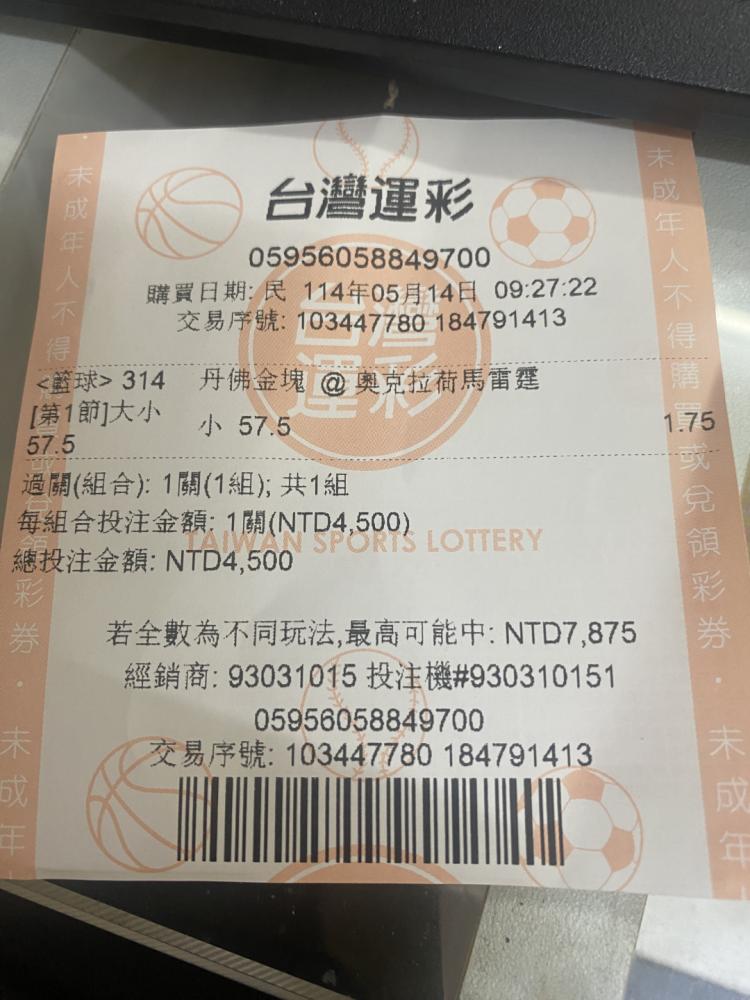 台灣運彩
05956058849700
購買日期: 民 114年05月14日 09:27:22
交易序號: 103447780 184791413
<籃球> 314 丹佛金塊 @ 奧克拉荷馬雷霆
[第1節]大小 57.5 小 57.5 1.75
過關(組合): 1關(1組); 共1組
每組合投注金額: 1關(NTD4,500)
TAIWAN SPORTS LOTTERY
總投注金額: NTD4,500
若全數為不同玩法,最高可能中: NTD7,875
經銷商: 93031015 投注機#930310151
05956058849700
交易序號: 103447780 184791413
台灣運彩
未成年人不得購買或兌領彩券 · 未成年
未成年人不得購買或兌領彩券 · 未成年